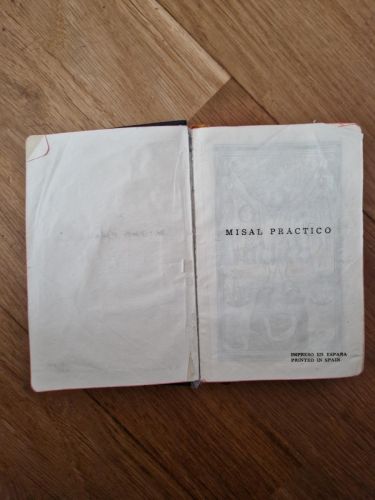 MISAL PRACTICO
IMPRESO EN ESPAÑA
PRINTED IN SPAIN